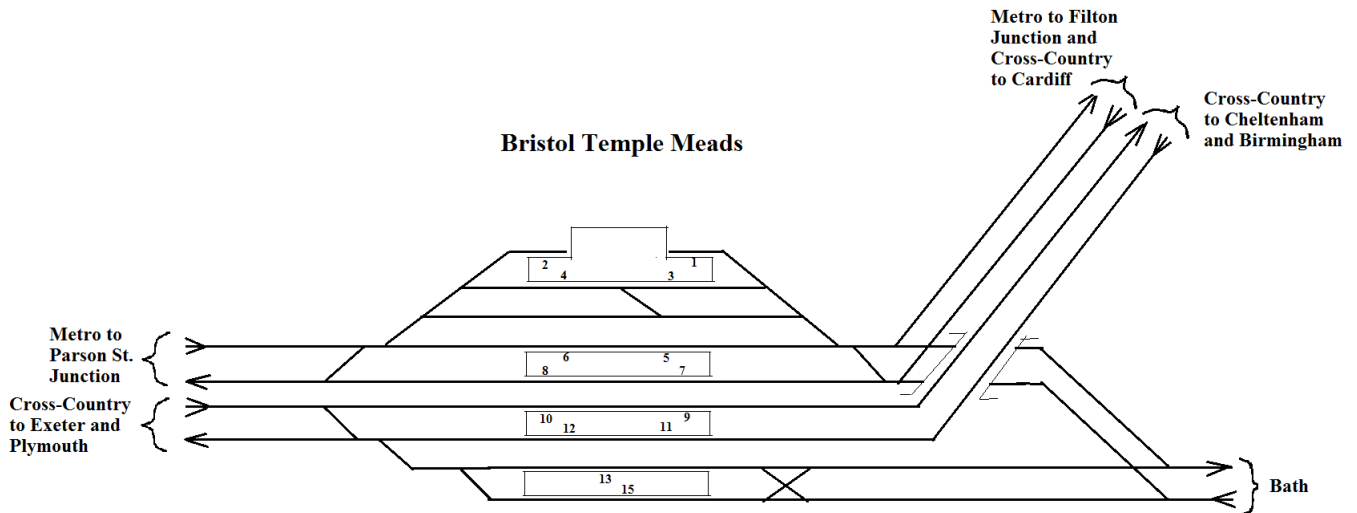 Metro to Filton
Junction and
Cross-Country
to Cardiff
Cross-Country
to Cheltenham
and Birmingham
Bristol Temple Meads
2
1
4
3
Metro to
Parson St.
Junction
6
5
8
7
Cross-Country
to Exeter and
Plymouth
10
9
12
11
13
15
Bath